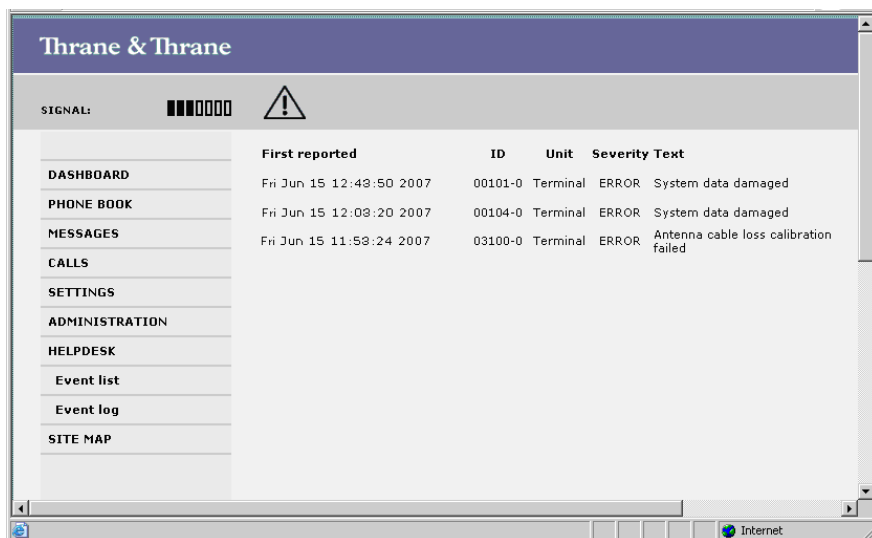 Thrane & Thrane
SIGNAL:
First reported ID Unit Severity Text
DASHBOARD
Fri Jun 15 12:43:50 2007 00101-0 Terminal ERROR System data damaged
PHONE BOOK
Fri Jun 15 12:03:20 2007 00104-0 Terminal ERROR System data damaged
MESSAGES
Fri Jun 15 11:53:24 2007 03100-0 Terminal ERROR Antenna cable loss calibration
failed
CALLS
SETTINGS
ADMINISTRATION
HELPDESK
Event list
Event log
SITE MAP
Internet